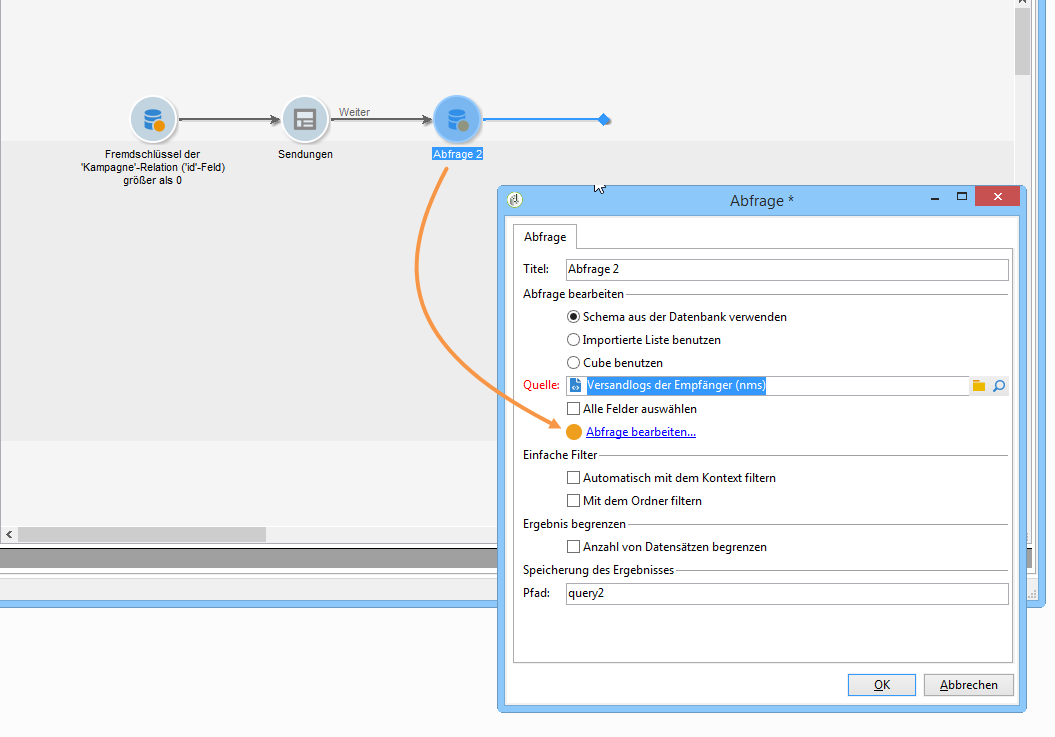 Weiter
Fremdschlüssel der
'Kampagne'-Relation ('id'-Feld)
größer als 0
Sendungen
Abfrage 2
Abfrage *
Abfrage
Titel: Abfrage 2
Abfrage bearbeiten
Schema aus der Datenbank verwenden
Importierte Liste benutzen
Cube benutzen
Quelle: Versandlogs der Empfänger (nms)
Alle Felder auswählen
Abfrage bearbeiten...
Einfache Filter
Automatisch mit dem Kontext filtern
Mit dem Ordner filtern
Ergebnis begrenzen
Anzahl von Datensätzen begrenzen
Speicherung des Ergebnisses
Pfad: query2
OK Abbrechen